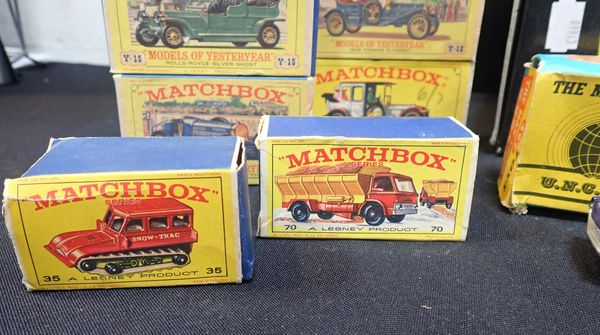 Y-15 MODELS OF YESTERYEAR Y-15
ROLLS-ROYCE SILVER GHOST
MODELS OF YESTERYEAR
MATCHBOX
MATCHBOX
THE M
U.N.C.
"MATCHBOX"
SERIES
SNOW-TRAC
35 A LESNEY PRODUCT 35
"MATCHBOX"
SERIES
70 70
A LESNEY PRODUCT